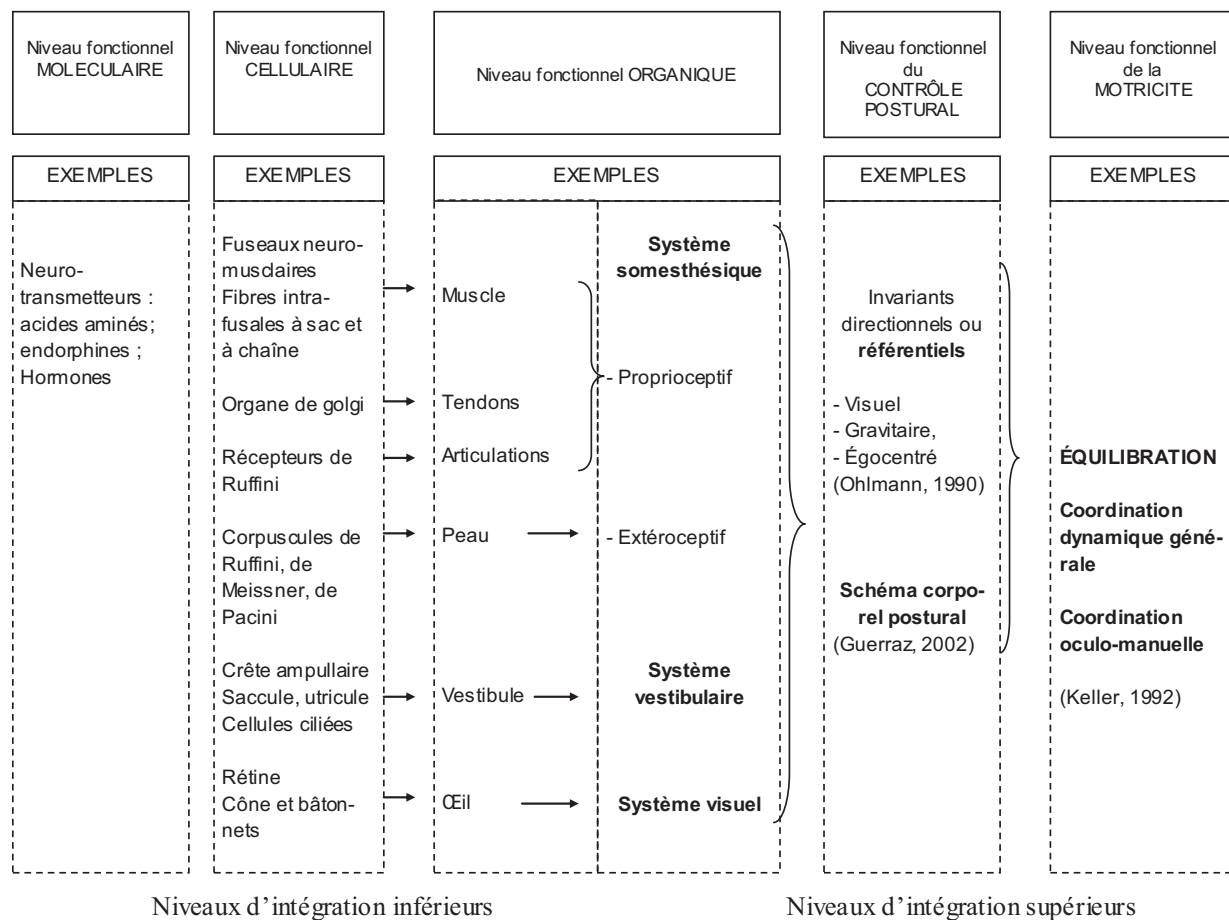 Niveau fonctionnel
MOLECULAIRE
Niveau fonctionnel
CELLULAIRE
Niveau fonctionnel ORGANIQUE
Niveau fonctionnel
du
CONTRÔLE
POSTURAL
Niveau fonctionnel
de la
MOTRICITE
EXEMPLES
EXEMPLES
EXEMPLES
EXEMPLES
EXEMPLES
Neuro-
transmetteurs :
acides aminés;
endorphines ;
Hormones
Fuseaux neuro-
musclaires
Fibres intra-
fusales à sac et
à chaîne
Organe de golgi
Récepteurs de
Ruffini
Corpuscules de
Ruffini, de
Meissner, de
Pacini
Crête ampullaire
Saccule, utricule
Cellules ciliées
Rétine
Cône et bâton-
nets
Muscle
Tendons
Articulations
Peau
Vestibule
Œil
Système
somesthésique
- Proprioceptif
- Extéroceptif
Système
vestibulaire
Système visuel
Invariants
directionnels ou
référentiels
- Visuel
- Gravitaire,
- Égocentré
(Ohlmann, 1990)
Schéma corpo-
rel postural
(Guerraz, 2002)
ÉQUILIBRATION
Coordination
dynamique géné-
rale
Coordination
oculo-manuelle
(Keller, 1992)
Niveaux d'intégration inférieurs
Niveaux d'intégration supérieurs